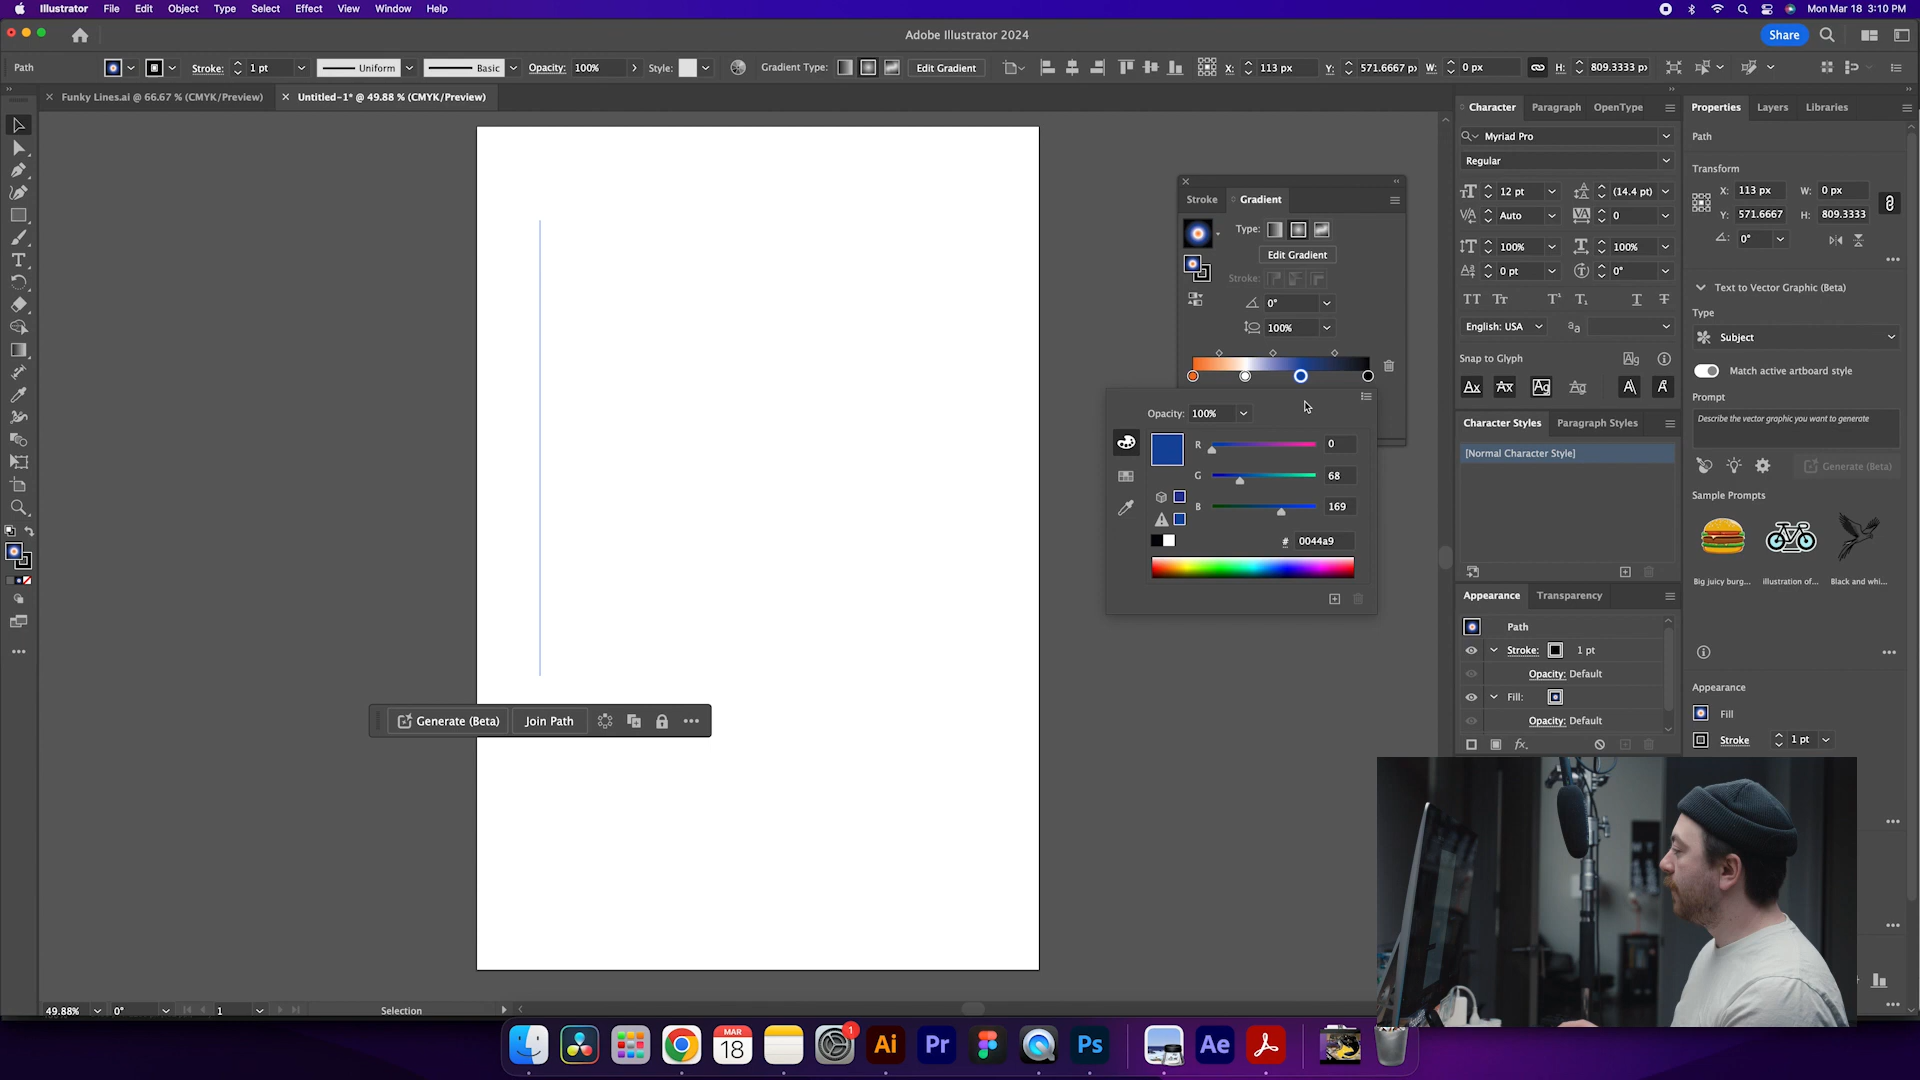 Illustrator File Edit Object Type Select Effect View Window Help Mon Mar 18 3:10 PM
Adobe Illustrator 2024 Share
Path Stroke: 1 pt Uniform Basic Opacity: 100% Style: Gradient Type: Edit Gradient X: 113 px Y: 571.6667 p W: 0 px H: 809.3333 p
Funky Lines.ai @ 66.67 % (CMYK/Preview) Untitled-1* @ 49.88 % (CMYK/Preview)
Stroke Gradient
Type:
Edit Gradient
Stroke:
0°
100%
Opacity: 100%
R 0
G 68
B 169
# 0044a9
Generate (Beta) Join Path
Character Paragraph OpenType
Myriad Pro
Regular
12 pt (14.4 pt)
Auto 0
100% 100%
0 pt 0°
English: USA
Snap to Glyph
Character Styles Paragraph Styles
[Normal Character Style]
Appearance Transparency
Path
Stroke: 1 pt
Opacity: Default
Fill:
Opacity: Default
Properties Layers Libraries
Path
Transform
X: 113 px W: 0 px
Y: 571.6667 H: 809.3333
0°
Text to Vector Graphic (Beta)
Type
Subject
Match active artboard style
Prompt
Describe the vector graphic you want to generate
Generate (Beta)
Sample Prompts
Big juicy burg... illustration of... Black and whi...
Appearance
Fill
Stroke 1 pt
49.88% 0° 1 Selection
MAR
18
1
Ai Pr Ps Ae